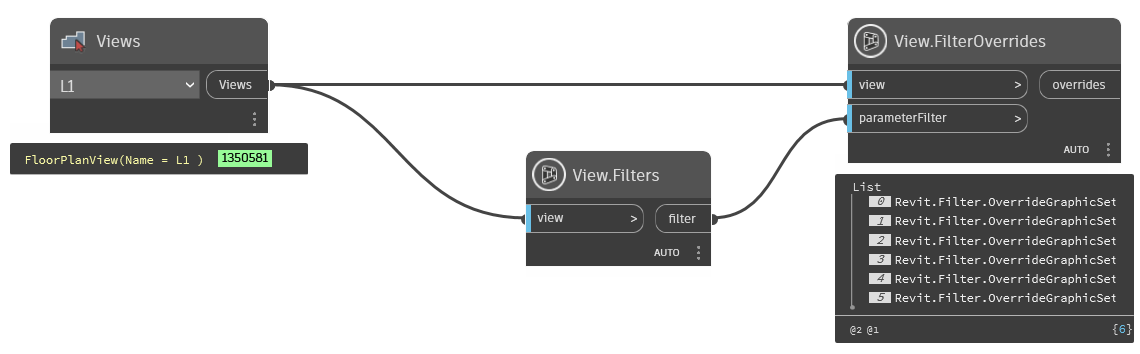 Views
L1
Views
FloorPlanView(Name = L1 ) 1350581
View.Filters
view >
filter
AUTO
View.FilterOverrides
view >
overrides
parameterFilter >
AUTO
List
0 Revit.Filter.OverrideGraphicSet
1 Revit.Filter.OverrideGraphicSet
2 Revit.Filter.OverrideGraphicSet
3 Revit.Filter.OverrideGraphicSet
4 Revit.Filter.OverrideGraphicSet
5 Revit.Filter.OverrideGraphicSet
@2 @1 {6}